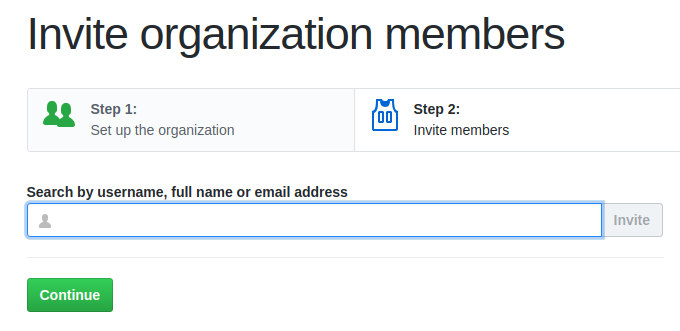 Invite organization members
Step 1:
Set up the organization
Step 2:
Invite members
Search by username, full name or email address
Invite
Continue